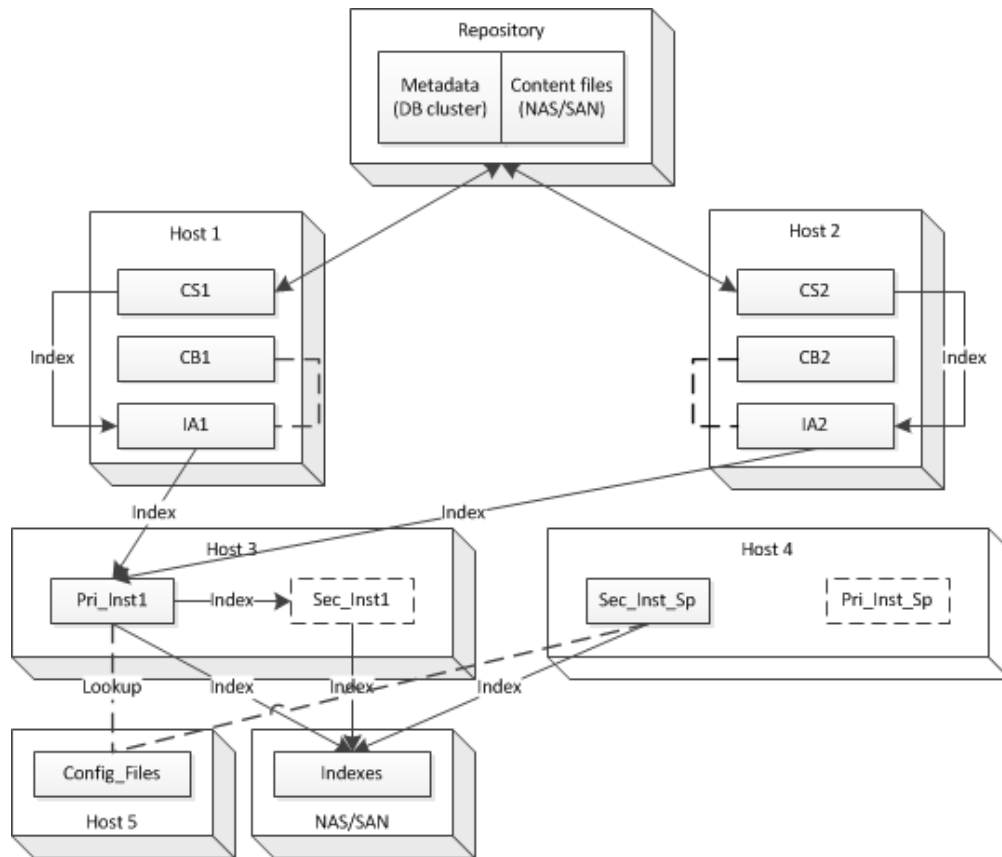 Repository
Metadata
(DB cluster)
Content files
(NAS/SAN)
Host 1
CS1
CB1
IA1
Index
Host 2
CS2
CB2
IA2
Index
Index
Index
Host 3
Pri_Inst1
Index
Sec_Inst1
Host 4
Sec_Inst_Sp
Pri_Inst_Sp
Lookup
Index
Index
Index
Config_Files
Host 5
Indexes
NAS/SAN